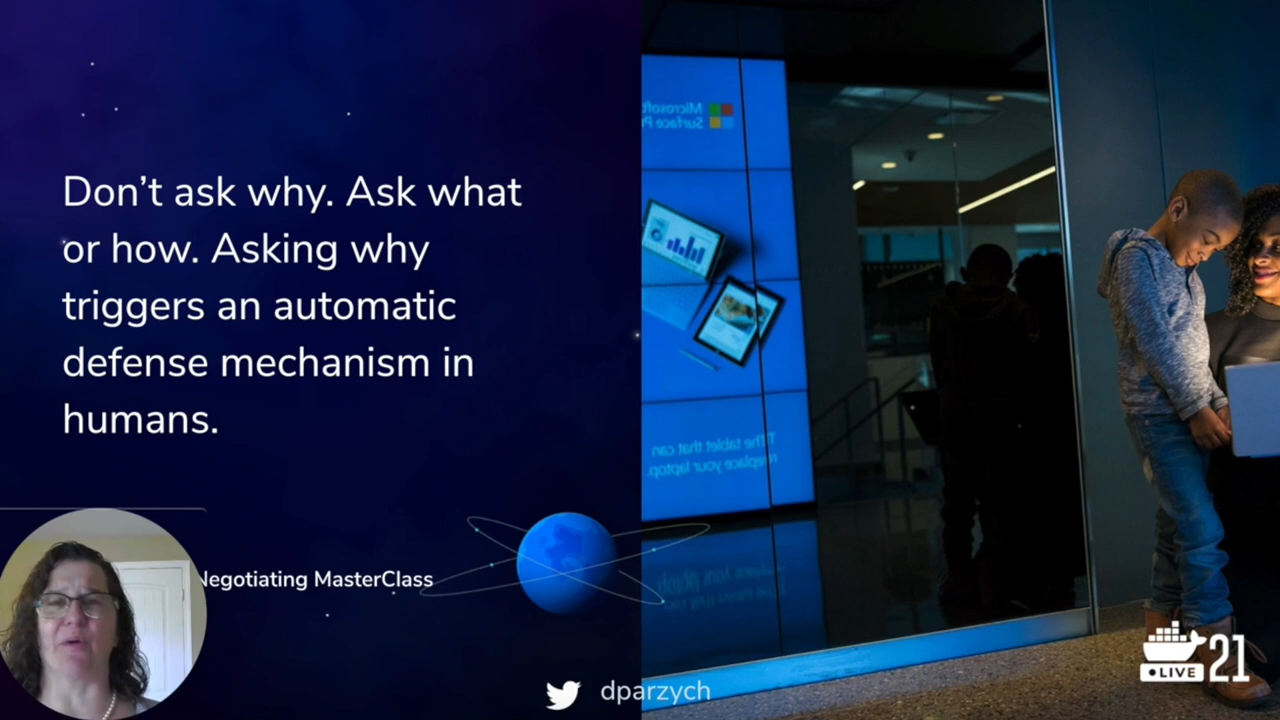 Don’t ask why. Ask what
or how. Asking why
triggers an automatic
defense mechanism in
humans.
Negotiating MasterClass
dparzych
Microsoft
Surface P
The tablet that can
replace your laptop.
LIVE 21